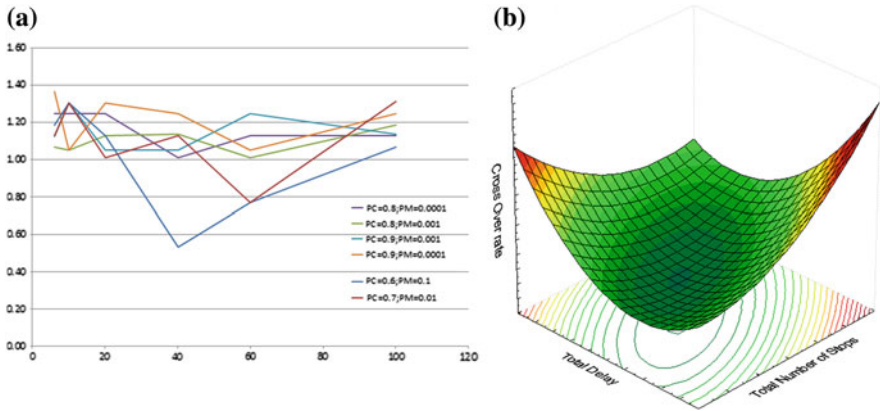 (a)
1.60
1.40
1.20
1.00
0.80
0.60
0.40
0.20
0.00
0
20
40
60
80
100
120
PC=0.8;PM=0.0001
PC=0.8;PM=0.001
PC=0.9;PM=0.001
PC=0.9;PM=0.0001
PC=0.6;PM=0.1
PC=0.7;PM=0.01
(b)
Cross Over rate
Total Delay
Total Number of Stops